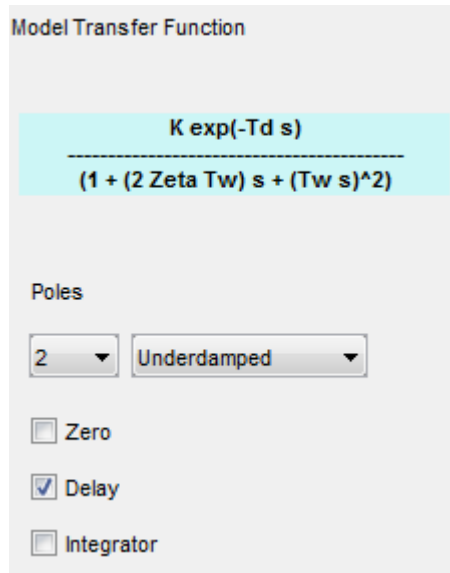 Model Transfer Function
K exp(-Td s)
------------------------------------------
(1 + (2 Zeta Tw) s + (Tw s)^2)
Poles
2 Underdamped
Zero
Delay
Integrator